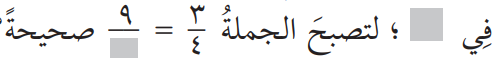 فِي ؛ لتصبحَ الجملةُ ٣/٤ = ٩/ صحيحةً